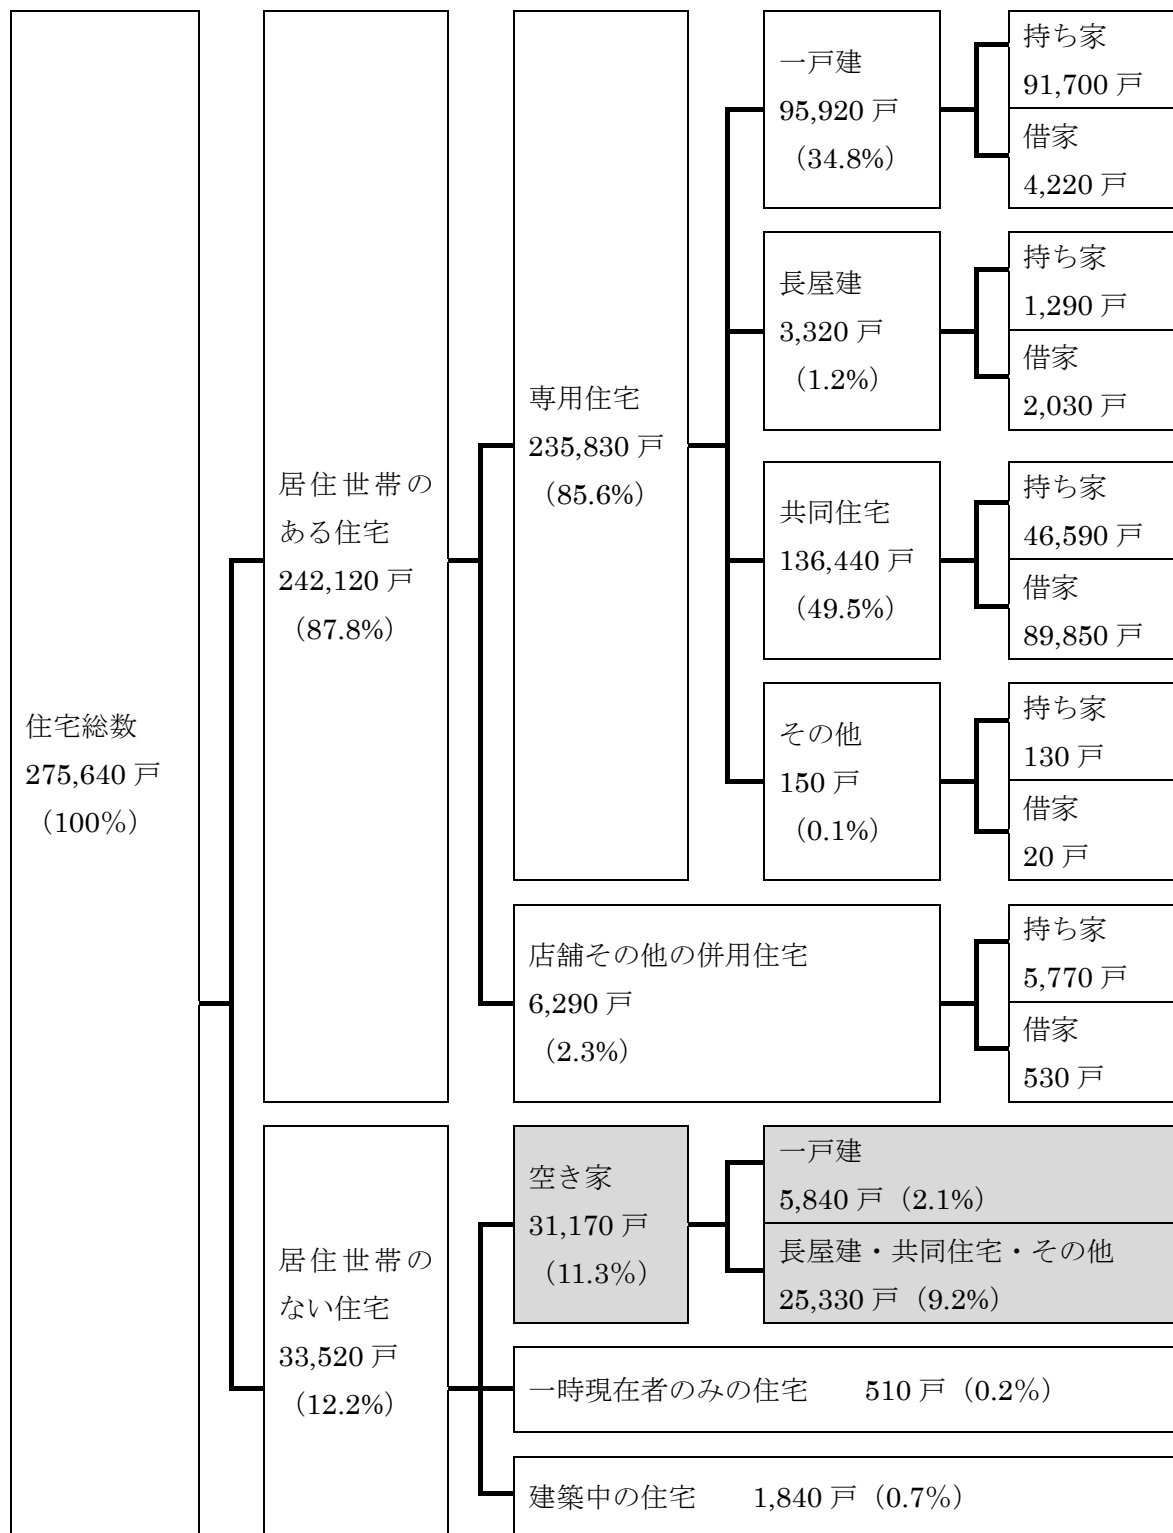 住宅総数
275,640 戸
（100%）
居住世帯の
ある住宅
242,120 戸
（87.8%）
専用住宅
235,830 戸
（85.6%）
一戸建
95,920 戸
（34.8%）
持ち家
91,700 戸
借家
4,220 戸
長屋建
3,320 戸
（1.2%）
持ち家
1,290 戸
借家
2,030 戸
共同住宅
136,440 戸
（49.5%）
持ち家
46,590 戸
借家
89,850 戸
その他
150 戸
（0.1%）
持ち家
130 戸
借家
20 戸
店舗その他の併用住宅
6,290 戸
（2.3%）
持ち家
5,770 戸
借家
530 戸
居住世帯の
ない住宅
33,520 戸
（12.2%）
空き家
31,170 戸
（11.3%）
一戸建
5,840 戸（2.1%）
長屋建・共同住宅・その他
25,330 戸（9.2%）
一時現在者のみの住宅　510 戸（0.2%）
建築中の住宅　1,840 戸（0.7%）